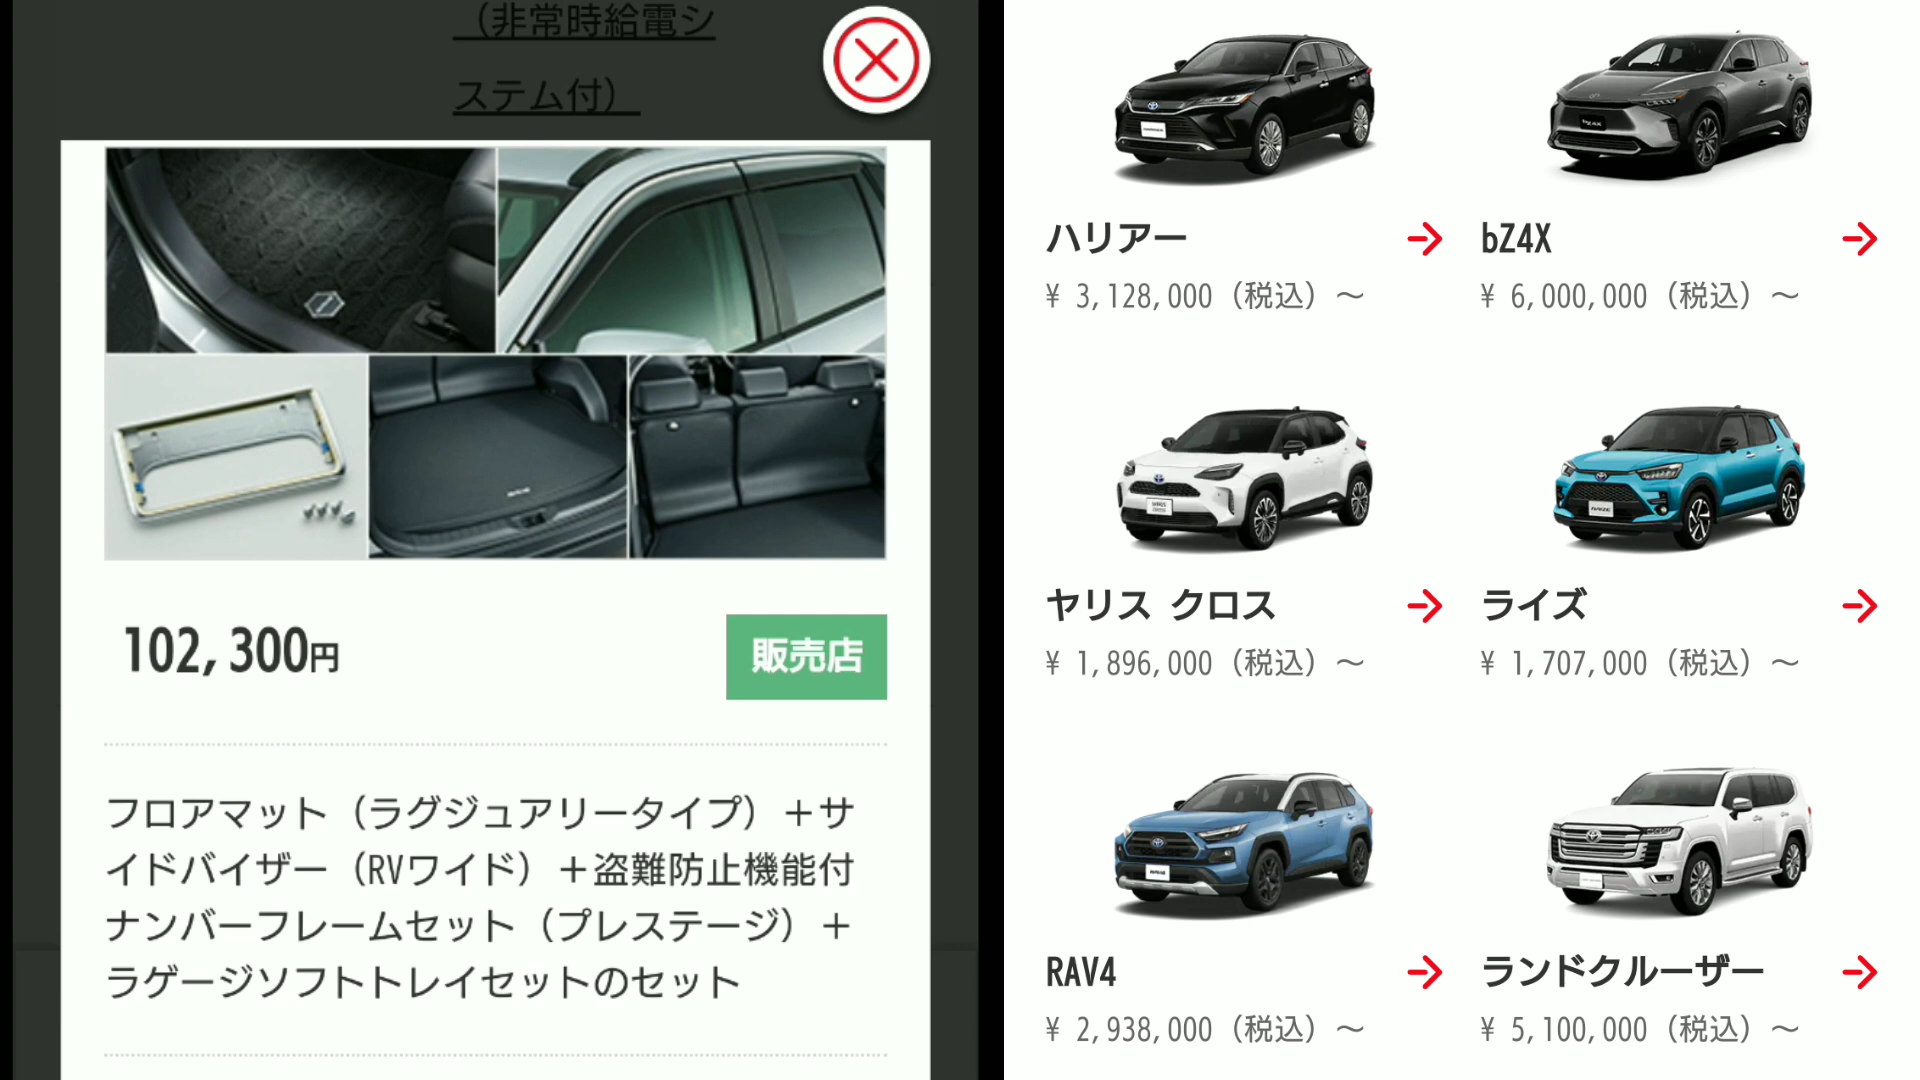 （非常時給電シ
ステム付）
102,300円
販売店
フロアマット（ラグジュアリータイプ）＋サ
イドバイザー（RVワイド）＋盗難防止機能付
ナンバーフレームセット（プレステージ）＋
ラゲージソフトトレイセットのセット
ハリアー
¥ 3,128,000（税込）～
bZ4X
¥ 6,000,000（税込）～
ヤリス クロス
¥ 1,896,000（税込）～
ライズ
¥ 1,707,000（税込）～
RAV4
¥ 2,938,000（税込）～
ランドクルーザー
¥ 5,100,000（税込）～